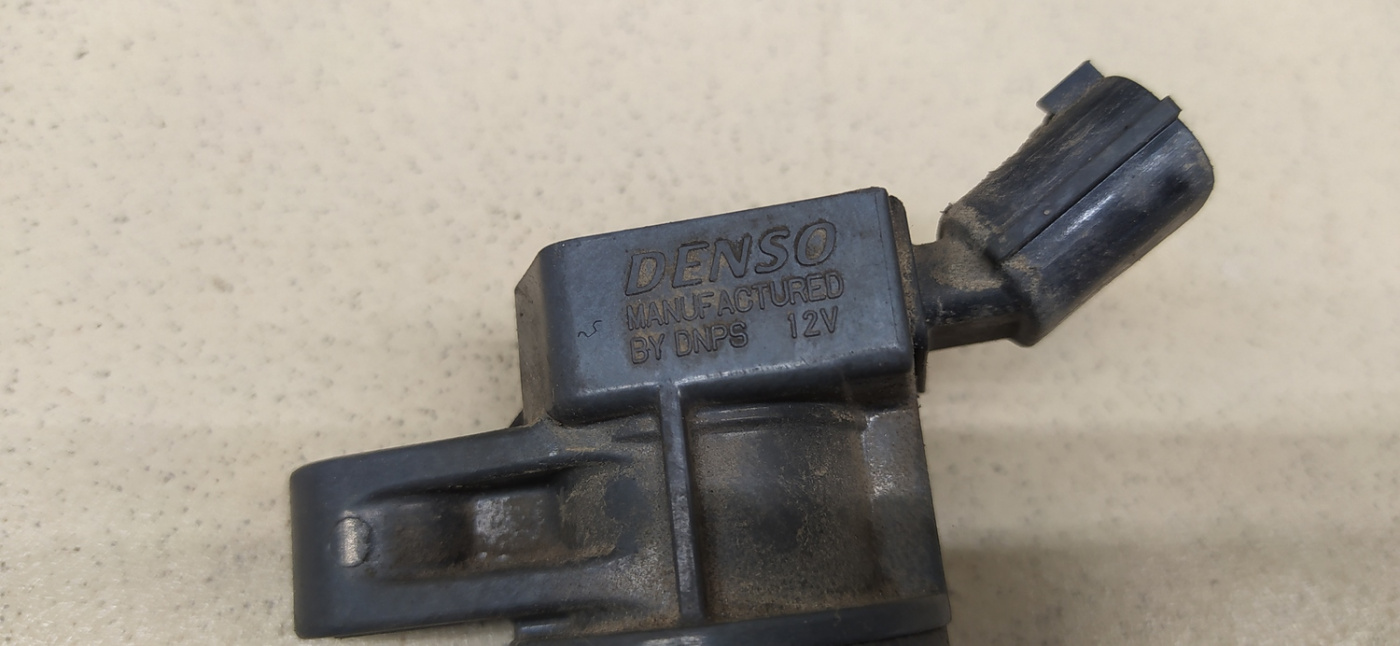 DENSO
MANUFACTURED
BY DNPS 12V